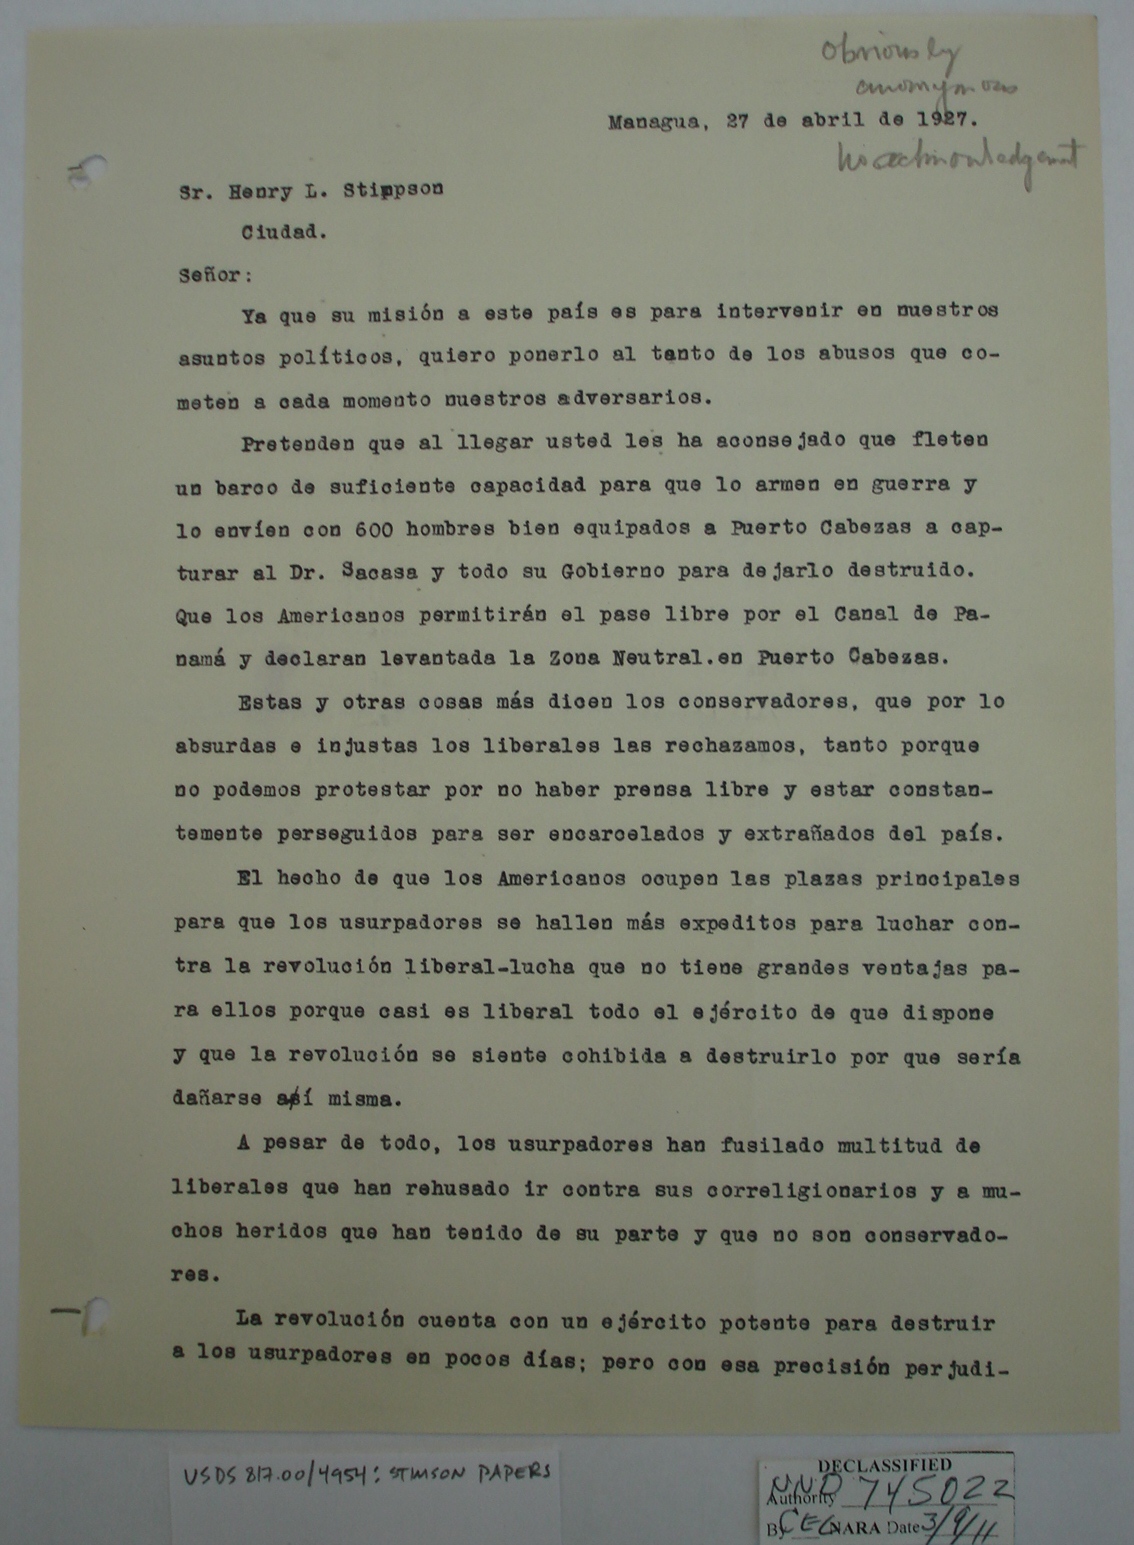 Obviously
anonymous
Managua, 27 de abril de 1927.
No acknowledgement
Sr. Henry L. Stimpson
Ciudad.
Señor:
Ya que su misión a este país es para intervenir en nuestros
asuntos políticos, quiero ponerlo al tanto de los abusos que co-
meten a cada momento nuestros adversarios.
Pretenden que al llegar usted les ha aconsejado que fleten
un barco de suficiente capacidad para que lo armen en guerra y
lo envíen con 600 hombres bien equipados a Puerto Cabezas a cap-
turar al Dr. Sacasa y todo su Gobierno para dejarlo destruido.
Que los Americanos permitirán el pase libre por el Canal de Pa-
namá y declaran levantada la Zona Neutral.en Puerto Cabezas.
Estas y otras cosas más dicen los conservadores, que por lo
absurdas e injustas los liberales las rechazamos, tanto porque
no podemos protestar por no haber prensa libre y estar constan-
temente perseguidos para ser encarcelados y extrañados del país.
El hecho de que los Americanos ocupen las plazas principales
para que los usurpadores se hallen más expeditos para luchar con-
tra la revolución liberal-lucha que no tiene grandes ventajas pa-
ra ellos porque casi es liberal todo el ejército de que dispone
y que la revolución se siente cohibida a destruirlo por que sería
dañarse así misma.
A pesar de todo, los usurpadores han fusilado multitud de
liberales que han rehusado ir contra sus correligionarios y a mu-
chos heridos que han tenido de su parte y que no son conservado-
res.
La revolución cuenta con un ejército potente para destruir
a los usurpadores en pocos días; pero con esa precisión perjudi-
USDS 817.00/4954: STIMSON PAPERS
DECLASSIFIED
Authority NND 745022
By CEC NARA Date 3/9/11